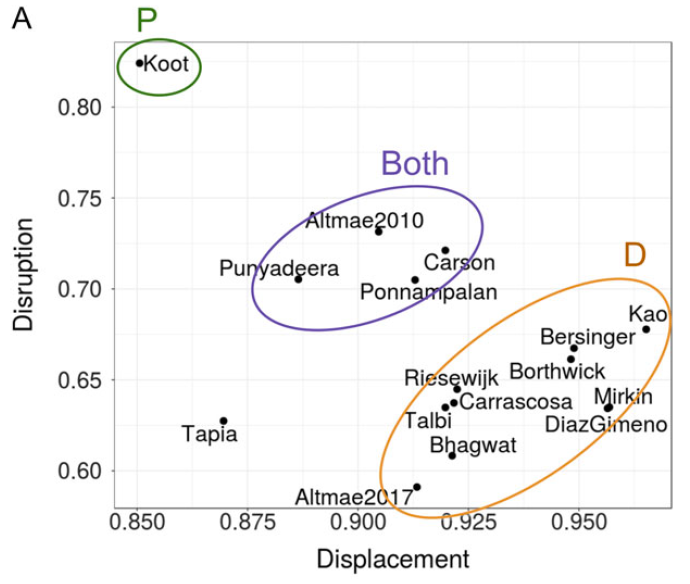 A
P
Koot
0.80
Both
0.75
Altmae2010
Carson
D
Punyadeera
0.70
Ponnampalan
Kao
Bersinger
Borthwick
0.65
Riesewijk
Carrascosa
Mirkin
Talbi
DiazGimeno
Tapia
Bhagwat
0.60
Altmae2017
0.850
0.875
0.900
0.925
0.950
Displacement
Disruption